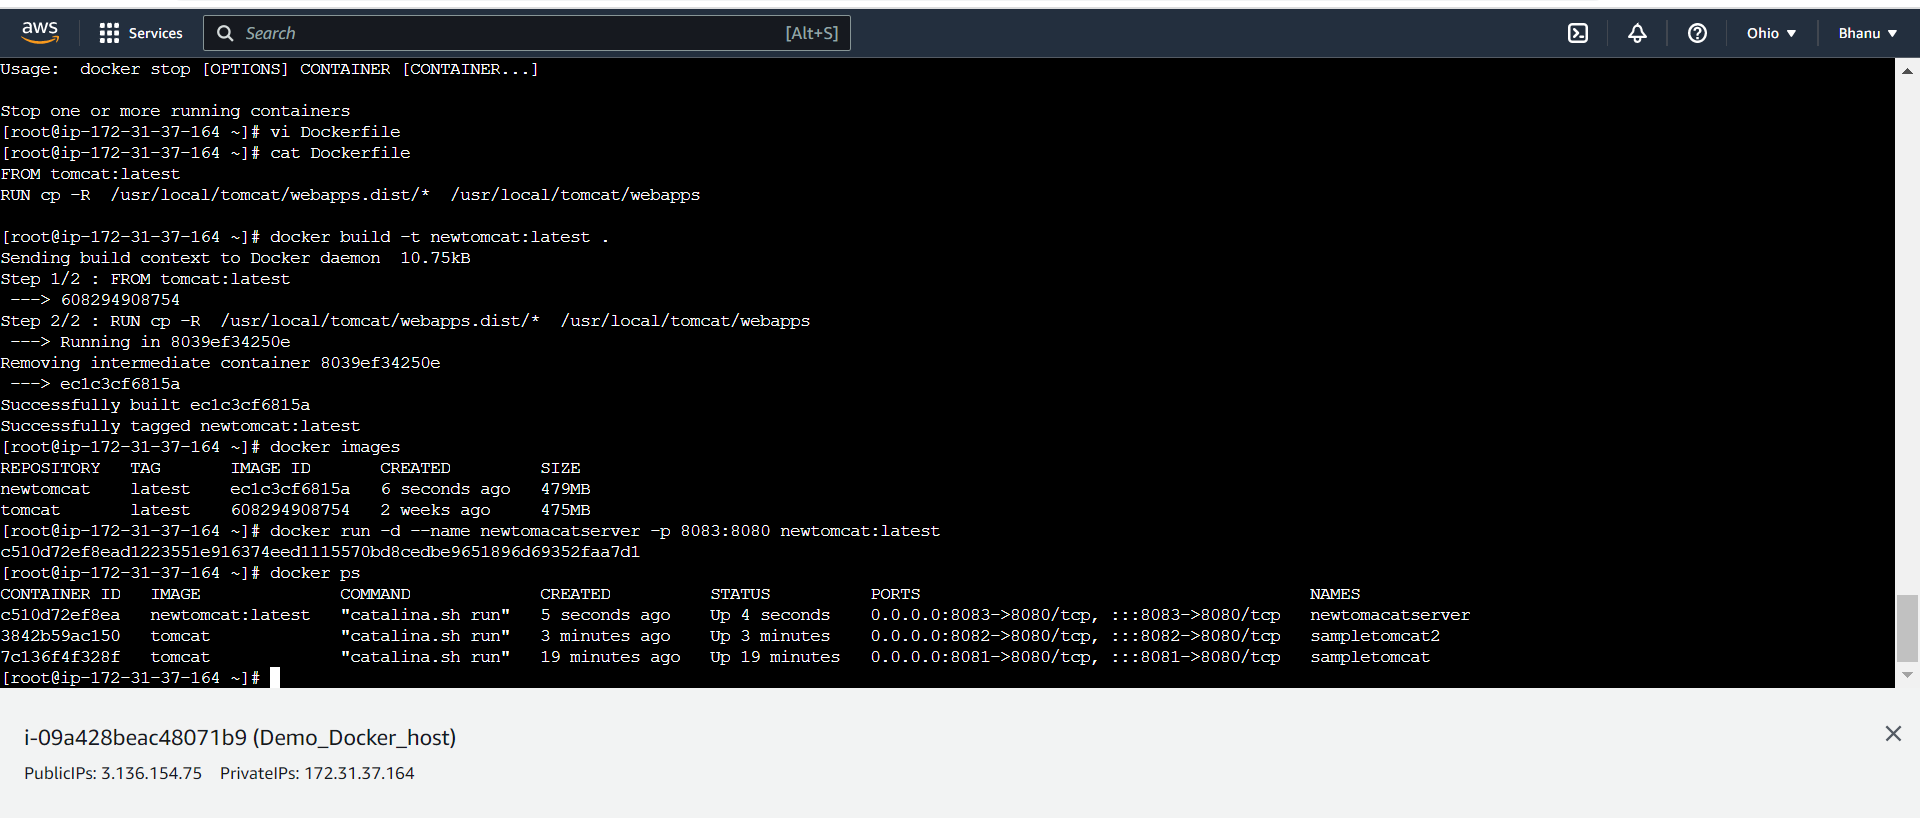 aws Services Search [Alt+S] Ohio Bhanu
Usage:  docker stop [OPTIONS] CONTAINER [CONTAINER...]
Stop one or more running containers
[root@ip-172-31-37-164 ~]# vi Dockerfile
[root@ip-172-31-37-164 ~]# cat Dockerfile
FROM tomcat:latest
RUN cp -R  /usr/local/tomcat/webapps.dist/*  /usr/local/tomcat/webapps
[root@ip-172-31-37-164 ~]# docker build -t newtomcat:latest .
Sending build context to Docker daemon  10.75kB
Step 1/2 : FROM tomcat:latest
 ---> 608294908754
Step 2/2 : RUN cp -R  /usr/local/tomcat/webapps.dist/*  /usr/local/tomcat/webapps
 ---> Running in 8039ef34250e
Removing intermediate container 8039ef34250e
 ---> ec1c3cf6815a
Successfully built ec1c3cf6815a
Successfully tagged newtomcat:latest
[root@ip-172-31-37-164 ~]# docker images
REPOSITORY   TAG       IMAGE ID       CREATED         SIZE
newtomcat    latest    ec1c3cf6815a   6 seconds ago   479MB
tomcat       latest    608294908754   2 weeks ago     475MB
[root@ip-172-31-37-164 ~]# docker run -d --name newtomacatserver -p 8083:8080 newtomcat:latest
c510d72ef8ead1223551e916374eed1115570bd8cedbe9651896d69352faa7d1
[root@ip-172-31-37-164 ~]# docker ps
CONTAINER ID   IMAGE              COMMAND             CREATED          STATUS          PORTS                                       NAMES
c510d72ef8ea   newtomcat:latest   "catalina.sh run"   5 seconds ago    Up 4 seconds    0.0.0.0:8083->8080/tcp, :::8083->8080/tcp   newtomacatserver
3842b59ac150   tomcat             "catalina.sh run"   3 minutes ago    Up 3 minutes    0.0.0.0:8082->8080/tcp, :::8082->8080/tcp   sampletomcat2
7c136f4f328f   tomcat             "catalina.sh run"   19 minutes ago   Up 19 minutes   0.0.0.0:8081->8080/tcp, :::8081->8080/tcp   sampletomcat
[root@ip-172-31-37-164 ~]#
i-09a428beac48071b9 (Demo_Docker_host)
PublicIPs: 3.136.154.75 PrivateIPs: 172.31.37.164